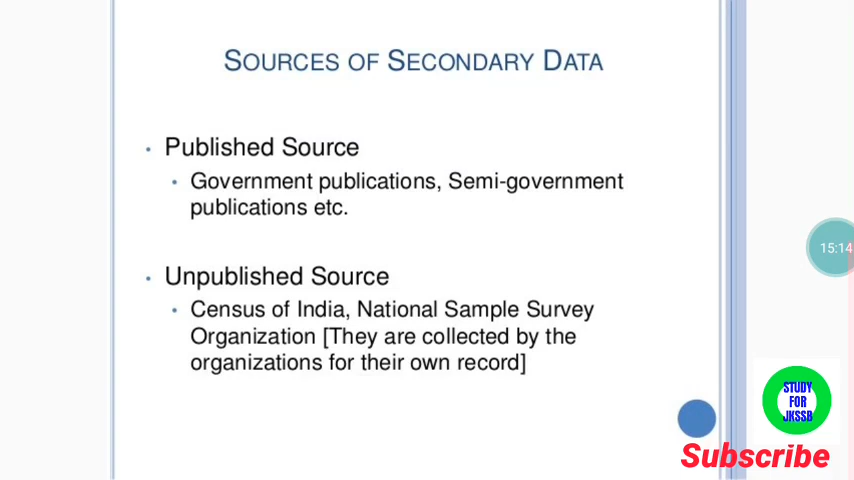 SOURCES OF SECONDARY DATA
• Published Source
• Government publications, Semi-government
publications etc.
• Unpublished Source
• Census of India, National Sample Survey
Organization [They are collected by the
organizations for their own record]
15:14
STUDY
FOR
JKSSB
Subscribe